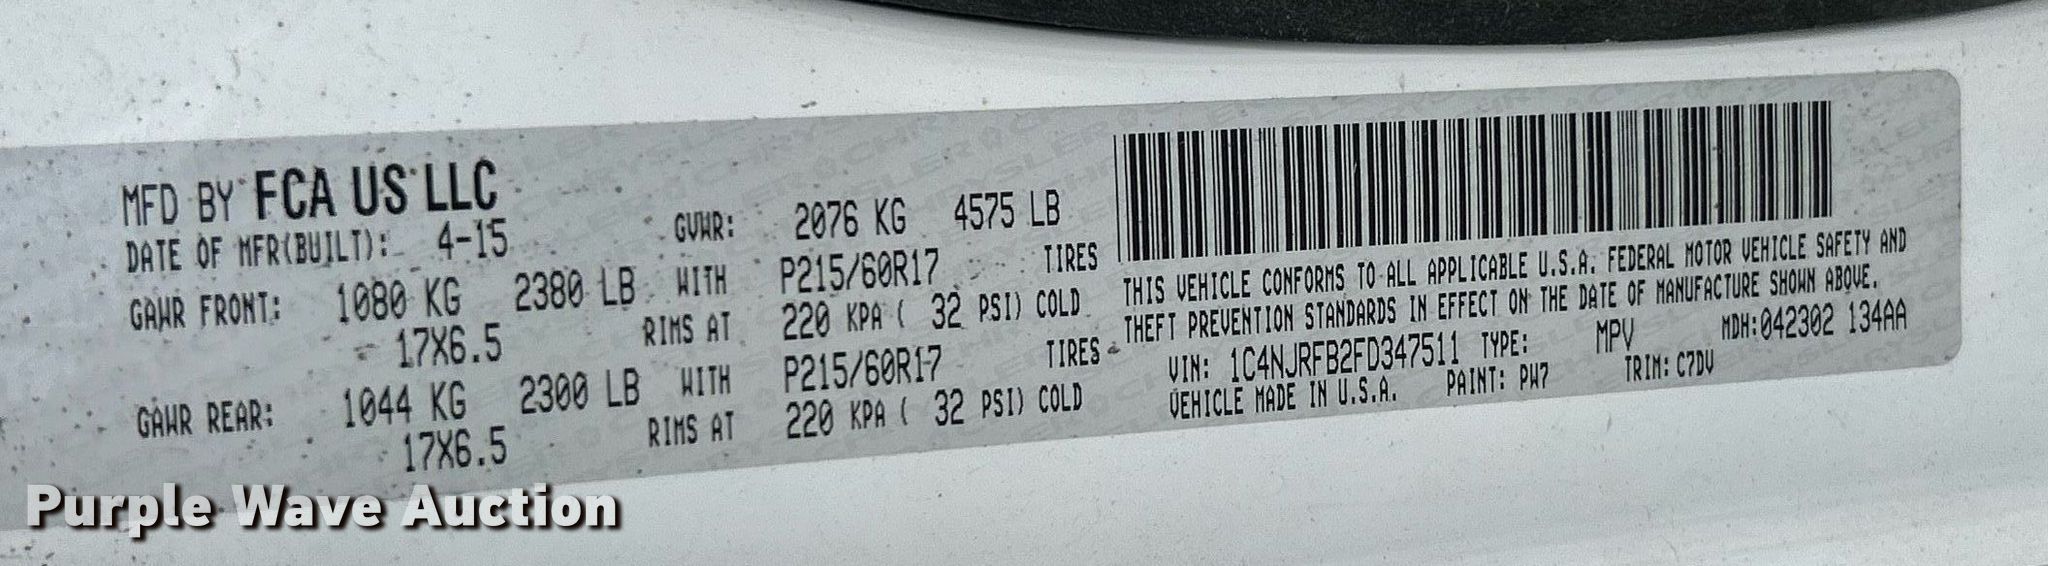 MFD BY FCA US LLC
DATE OF MFR(BUILT): 4-15 GVWR: 2076 KG 4575 LB
GAWR FRONT: 1080 KG 2380 LB WITH P215/60R17 TIRES
17X6.5 RIMS AT 220 KPA ( 32 PSI) COLD
GAWR REAR: 1044 KG 2300 LB WITH P215/60R17 TIRES
17X6.5 RIMS AT 220 KPA ( 32 PSI) COLD
THIS VEHICLE CONFORMS TO ALL APPLICABLE U.S.A. FEDERAL MOTOR VEHICLE SAFETY AND
THEFT PREVENTION STANDARDS IN EFFECT ON THE DATE OF MANUFACTURE SHOWN ABOVE.
VIN: 1C4NJRFB2FD347511 TYPE: MPV MDH:042302 134AA
VEHICLE MADE IN U.S.A. PAINT: PW7 TRIM: C7DV
Purple Wave Auction